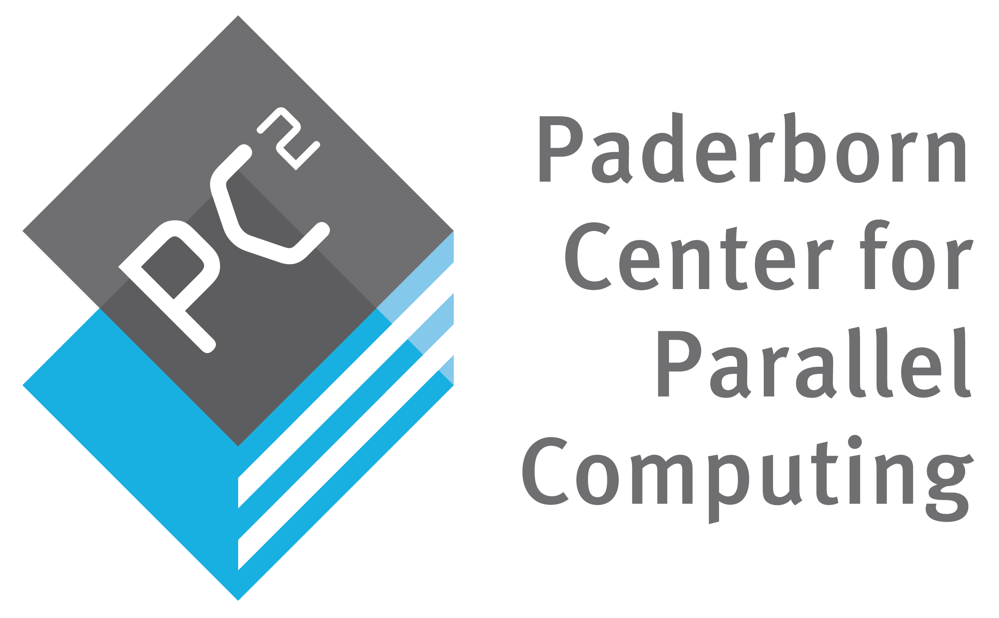 PC²
Paderborn
Center for
Parallel
Computing